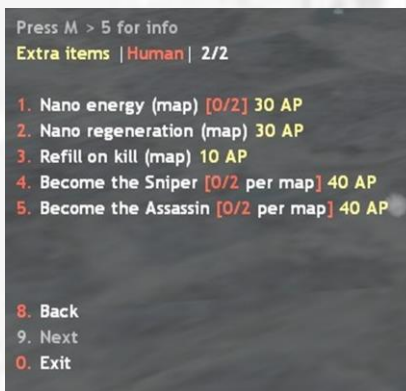 Press M > 5 for info
Extra items |Human| 2/2
1. Nano energy (map) [0/2] 30 AP
2. Nano regeneration (map) 30 AP
3. Refill on kill (map) 10 AP
4. Become the Sniper [0/2 per map] 40 AP
5. Become the Assassin [0/2 per map] 40 AP
8. Back
9. Next
0. Exit